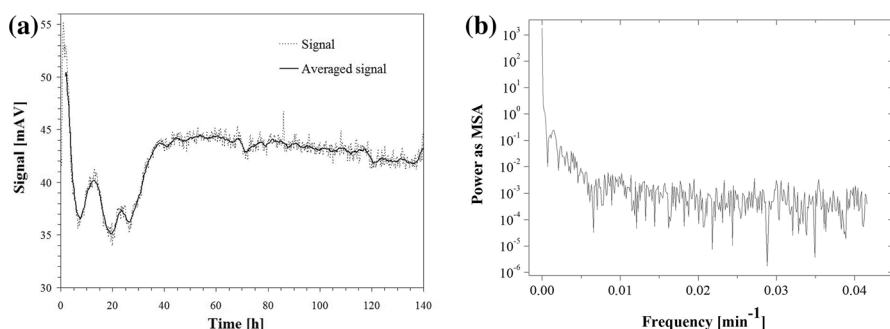 (a)
55
50
45
40
35
30
0 20 40 60 80 100 120 140
Signal [mAV]
Time [h]
Signal
Averaged signal
(b)
10³
10²
10¹
10⁰
10⁻¹
10⁻²
10⁻³
10⁻⁴
10⁻⁵
10⁻⁶
0.00 0.01 0.02 0.03 0.04
Power as MSA
Frequency [min⁻¹]